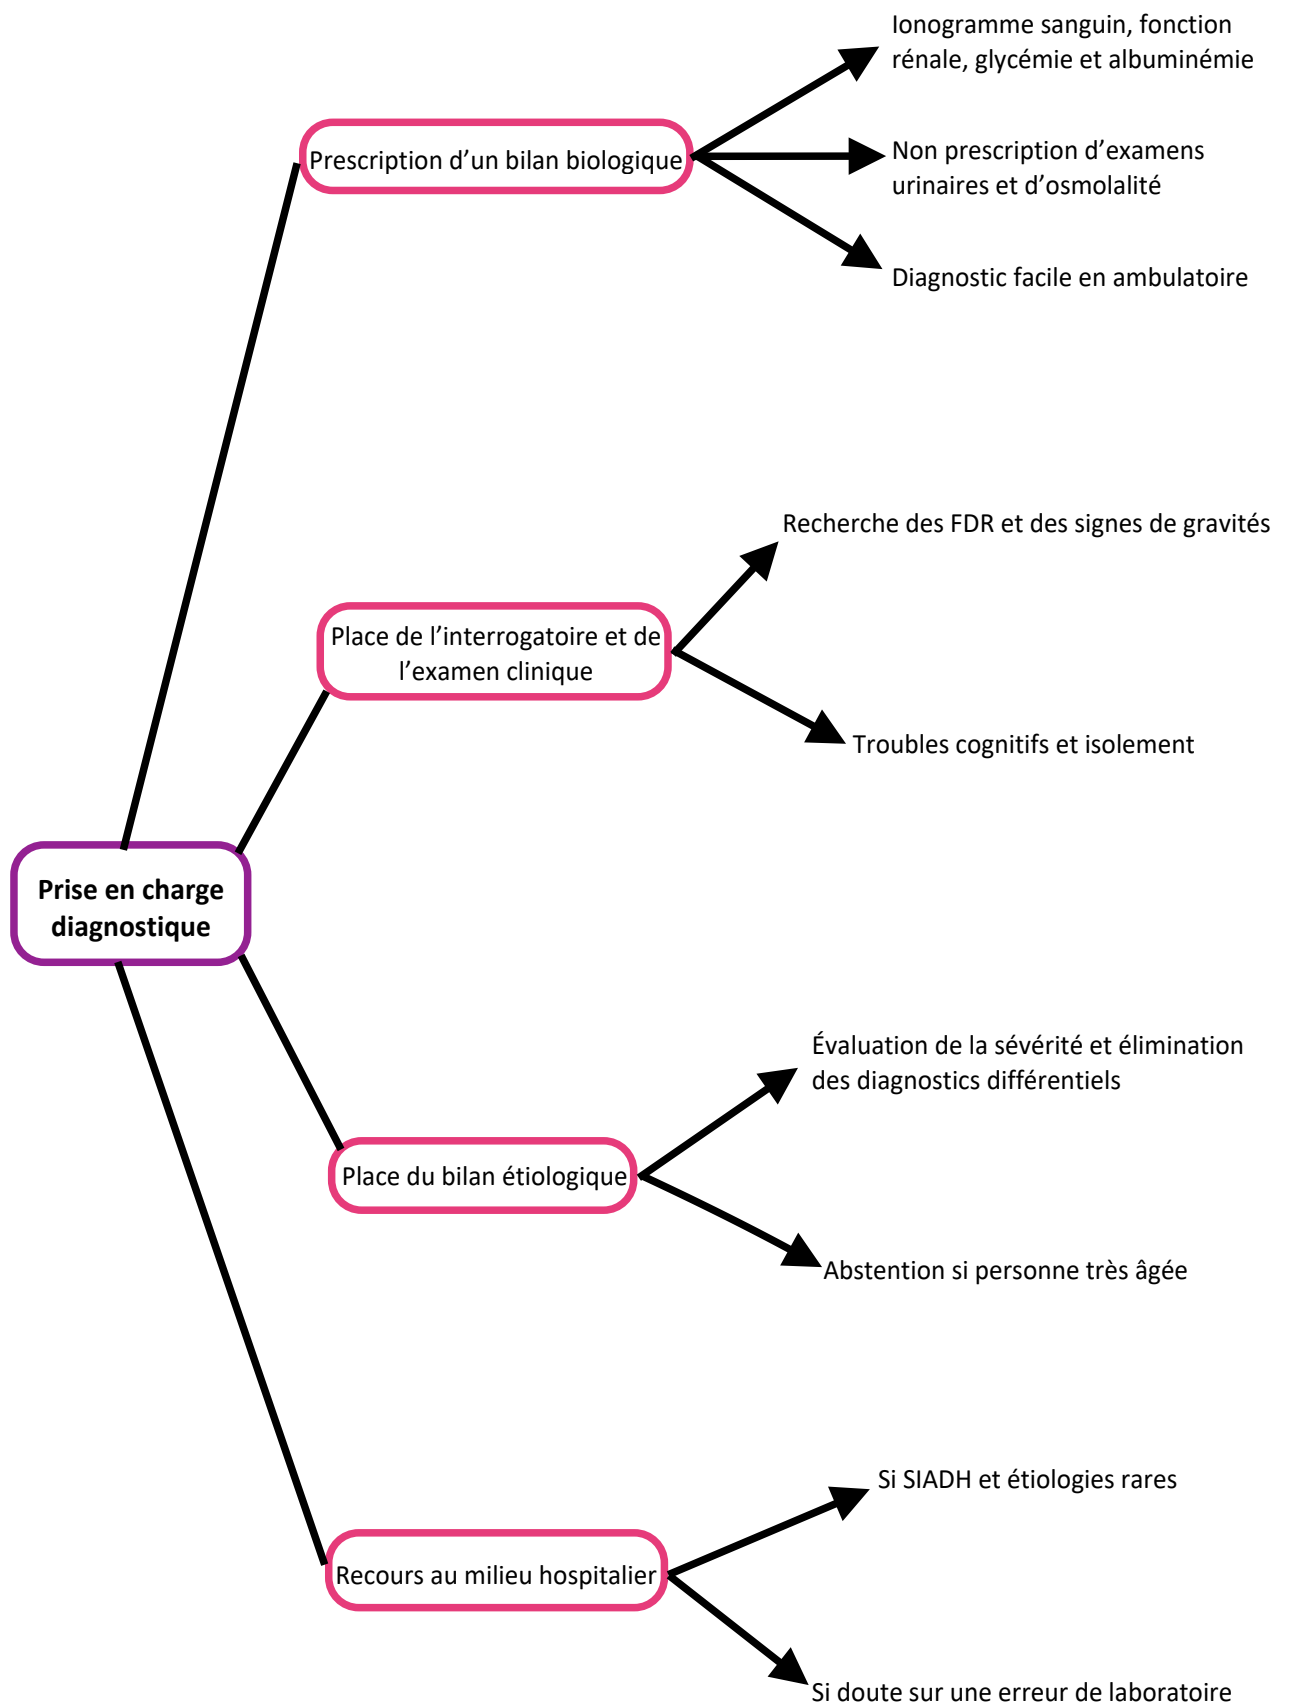 Ionogramme sanguin, fonction
rénale, glycémie et albuminémie
Prescription d’un bilan biologique
Non prescription d’examens
urinaires et d’osmolalité
Diagnostic facile en ambulatoire
Recherche des FDR et des signes de gravités
Place de l’interrogatoire et de
l’examen clinique
Troubles cognitifs et isolement
Prise en charge
diagnostique
Évaluation de la sévérité et élimination
des diagnostics différentiels
Place du bilan étiologique
Abstention si personne très âgée
Si SIADH et étiologies rares
Recours au milieu hospitalier
Si doute sur une erreur de laboratoire